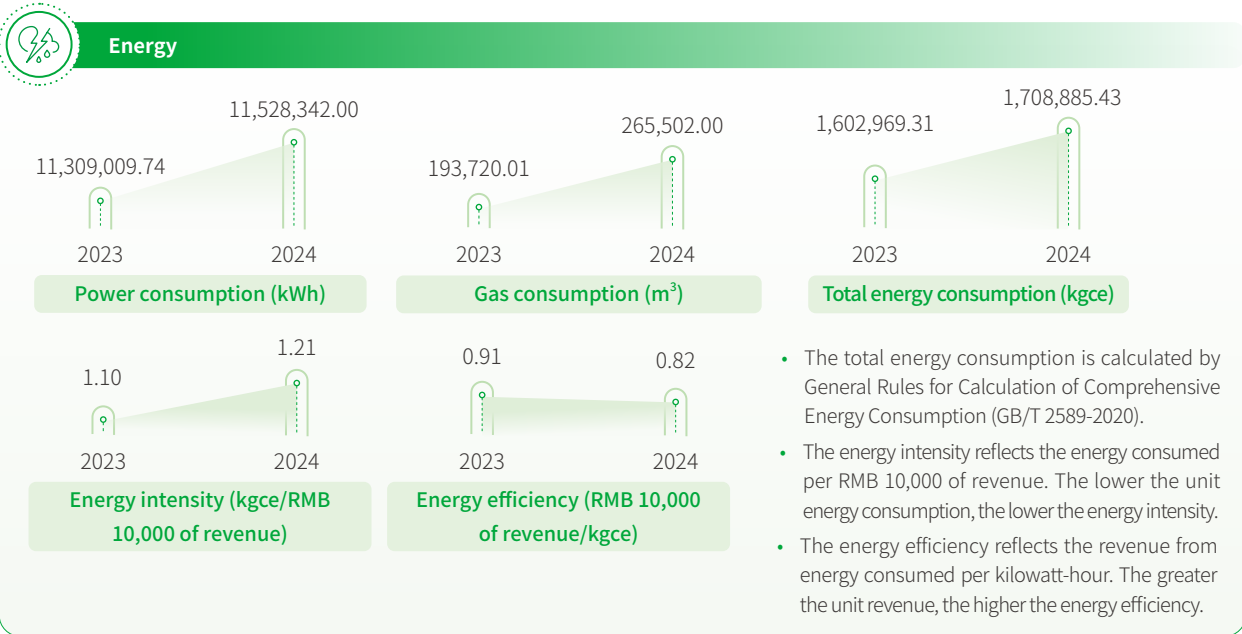 Energy
11,309,009.74
11,528,342.00
2023
2024
Power consumption (kWh)
193,720.01
265,502.00
2023
2024
Gas consumption (m³)
1,602,969.31
1,708,885.43
2023
2024
Total energy consumption (kgce)
1.10
1.21
2023
2024
Energy intensity (kgce/RMB
10,000 of revenue)
0.91
0.82
2023
2024
Energy efficiency (RMB 10,000
of revenue/kgce)
• The total energy consumption is calculated by
General Rules for Calculation of Comprehensive
Energy Consumption (GB/T 2589-2020).
• The energy intensity reflects the energy consumed
per RMB 10,000 of revenue. The lower the unit
energy consumption, the lower the energy intensity.
• The energy efficiency reflects the revenue from
energy consumed per kilowatt-hour. The greater
the unit revenue, the higher the energy efficiency.